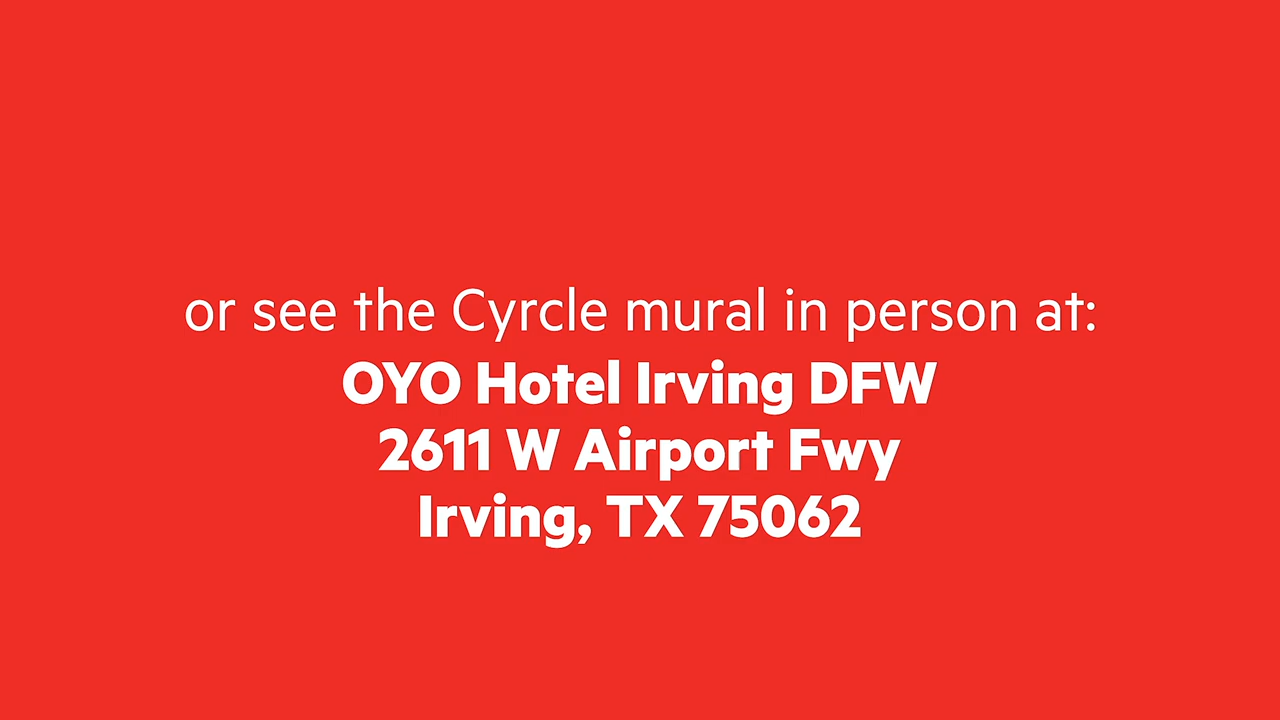 or see the Cyrcle mural in person at:
OYO Hotel Irving DFW
2611 W Airport Fwy
Irving, TX 75062